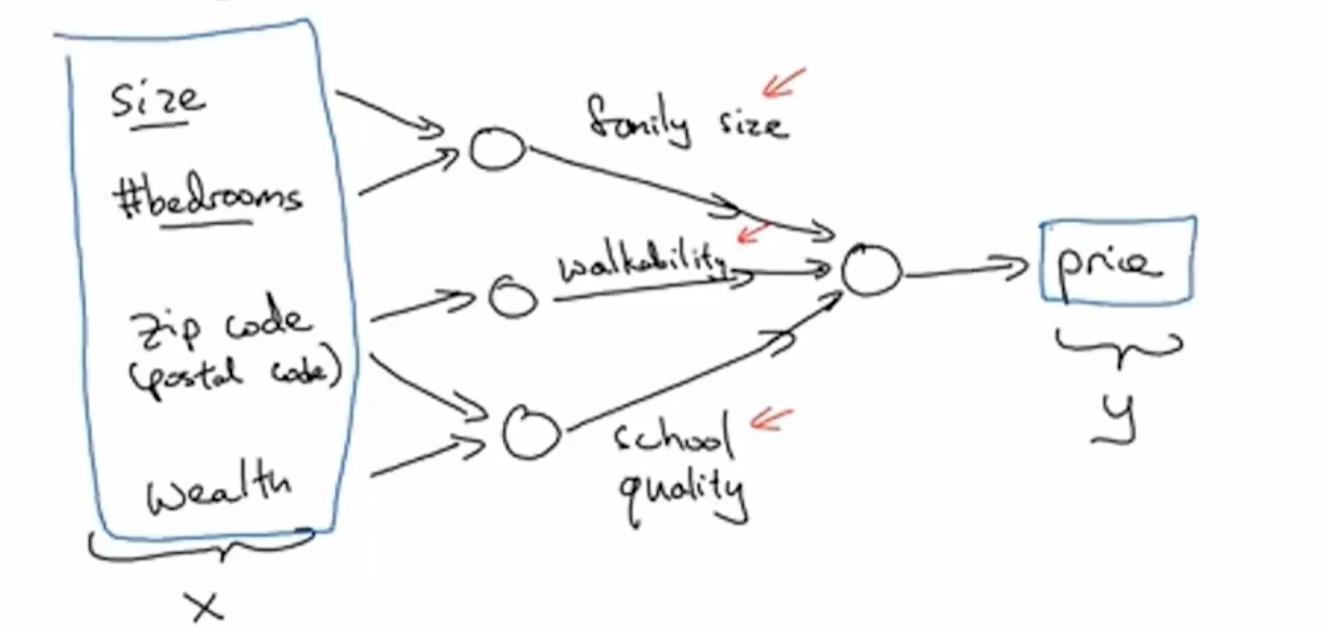 size
#bedrooms
zip code
(postal code)
wealth
x
family size
walkability
school
quality
price
y